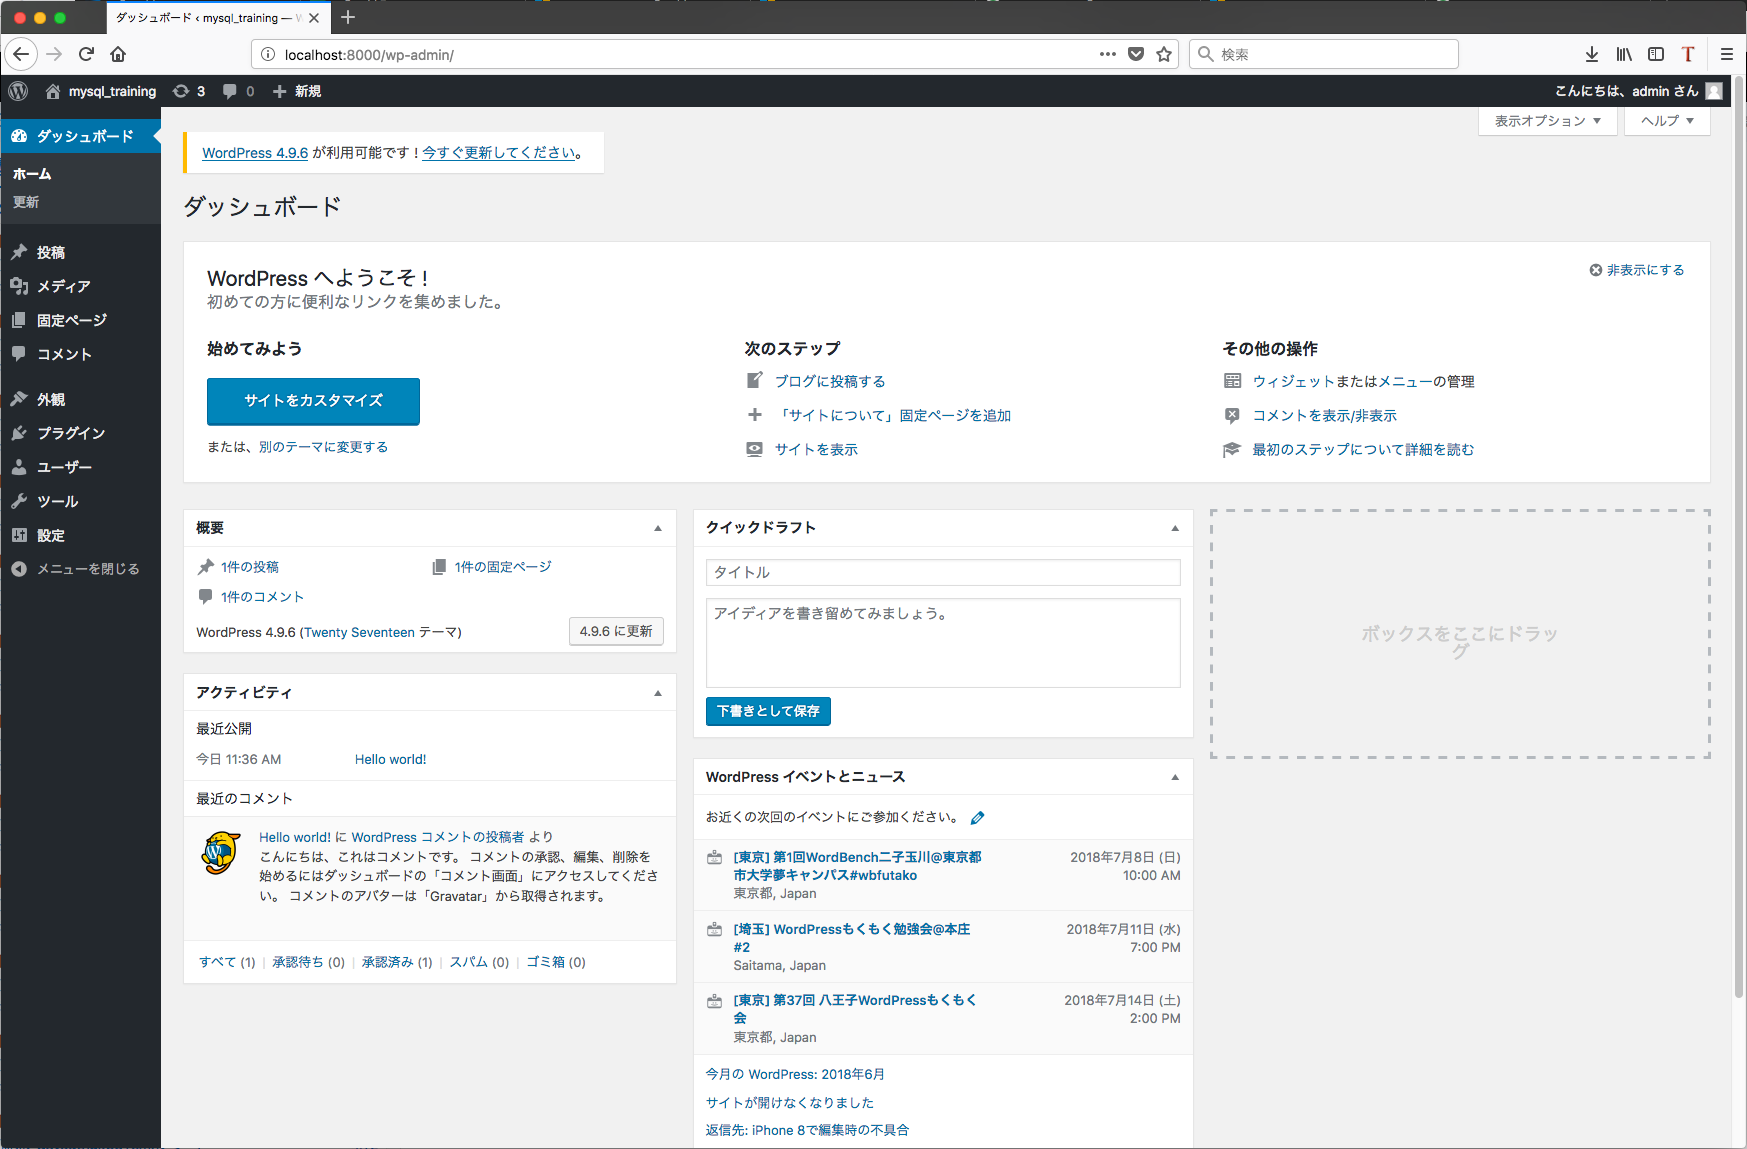 ダッシュボード ‹ mysql_training — W
localhost:8000/wp-admin/
検索
mysql_training 3 0 新規
こんにちは、admin さん
表示オプション ▼
ヘルプ ▼
ダッシュボード
ホーム
更新
投稿
メディア
固定ページ
コメント
外観
プラグイン
ユーザー
ツール
設定
メニューを閉じる
WordPress 4.9.6 が利用可能です ! 今すぐ更新してください。
ダッシュボード
WordPress へようこそ !
初めての方に便利なリンクを集めました。
非表示にする
始めてみよう
サイトをカスタマイズ
または、別のテーマに変更する
次のステップ
ブログに投稿する
「サイトについて」固定ページを追加
サイトを表示
その他の操作
ウィジェットまたはメニューの管理
コメントを表示/非表示
最初のステップについて詳細を読む
概要
1件の投稿
1件の固定ページ
1件のコメント
WordPress 4.9.6 (Twenty Seventeen テーマ)
4.9.6 に更新
アクティビティ
最近公開
今日 11:36 AM
Hello world!
最近のコメント
Hello world! に WordPress コメントの投稿者 より
こんにちは、これはコメントです。 コメントの承認、編集、削除を
始めるにはダッシュボードの「コメント画面」にアクセスしてくださ
い。 コメントのアバターは「Gravatar」から取得されます。
すべて (1) | 承認待ち (0) | 承認済み (1) | スパム (0) | ゴミ箱 (0)
クイックドラフト
タイトル
アイディアを書き留めてみましょう。
下書きとして保存
WordPress イベントとニュース
お近くの次回のイベントにご参加ください。
[東京] 第1回WordBench二子玉川@東京都
市大学夢キャンパス#wbfutako
東京都, Japan
2018年7月8日 (日)
10:00 AM
[埼玉] WordPressもくもく勉強会@本庄
#2
Saitama, Japan
2018年7月11日 (水)
7:00 PM
[東京] 第37回 八王子WordPressもくもく
会
東京都, Japan
2018年7月14日 (土)
2:00 PM
今月の WordPress: 2018年6月
サイトが開けなくなりました
返信先: iPhone 8で編集時の不具合
ボックスをここにドラッ
グ